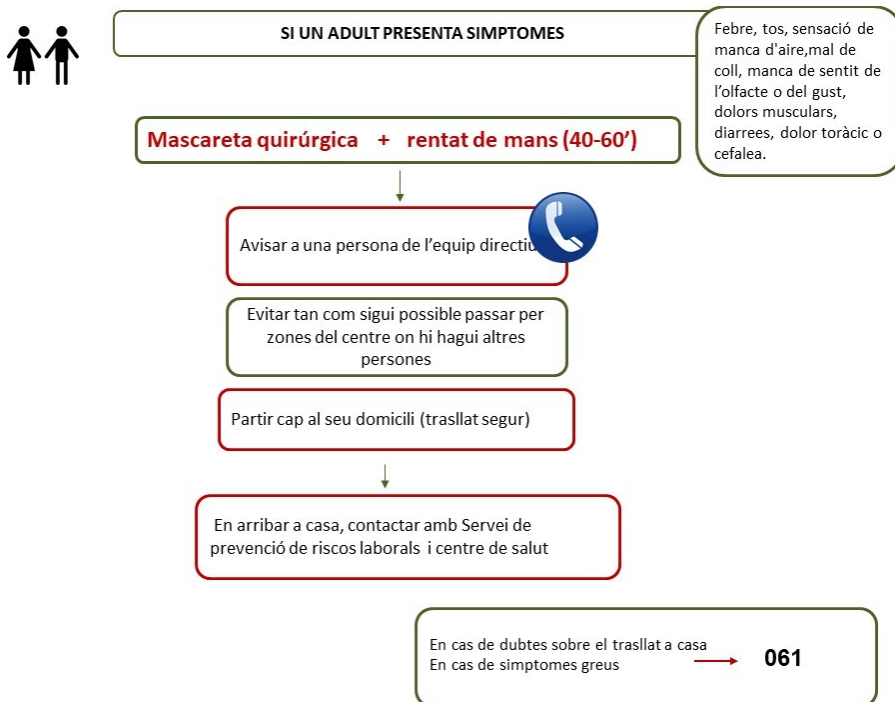 SI UN ADULT PRESENTA SIMPTOMES
Febre, tos, sensació de
manca d'aire,mal de
coll, manca de sentit de
l'olfacte o del gust,
dolors musculars,
diarrees, dolor toràcic o
cefalea.
Mascareta quirúrgica + rentat de mans (40-60')
Avisar a una persona de l'equip directiu
Evitar tan com sigui possible passar per
zones del centre on hi hagui altres
persones
Partir cap al seu domicili (trasllat segur)
En arribar a casa, contactar amb Servei de
prevenció de riscos laborals i centre de salut
En cas de dubtes sobre el trasllat a casa
En cas de simptomes greus
061